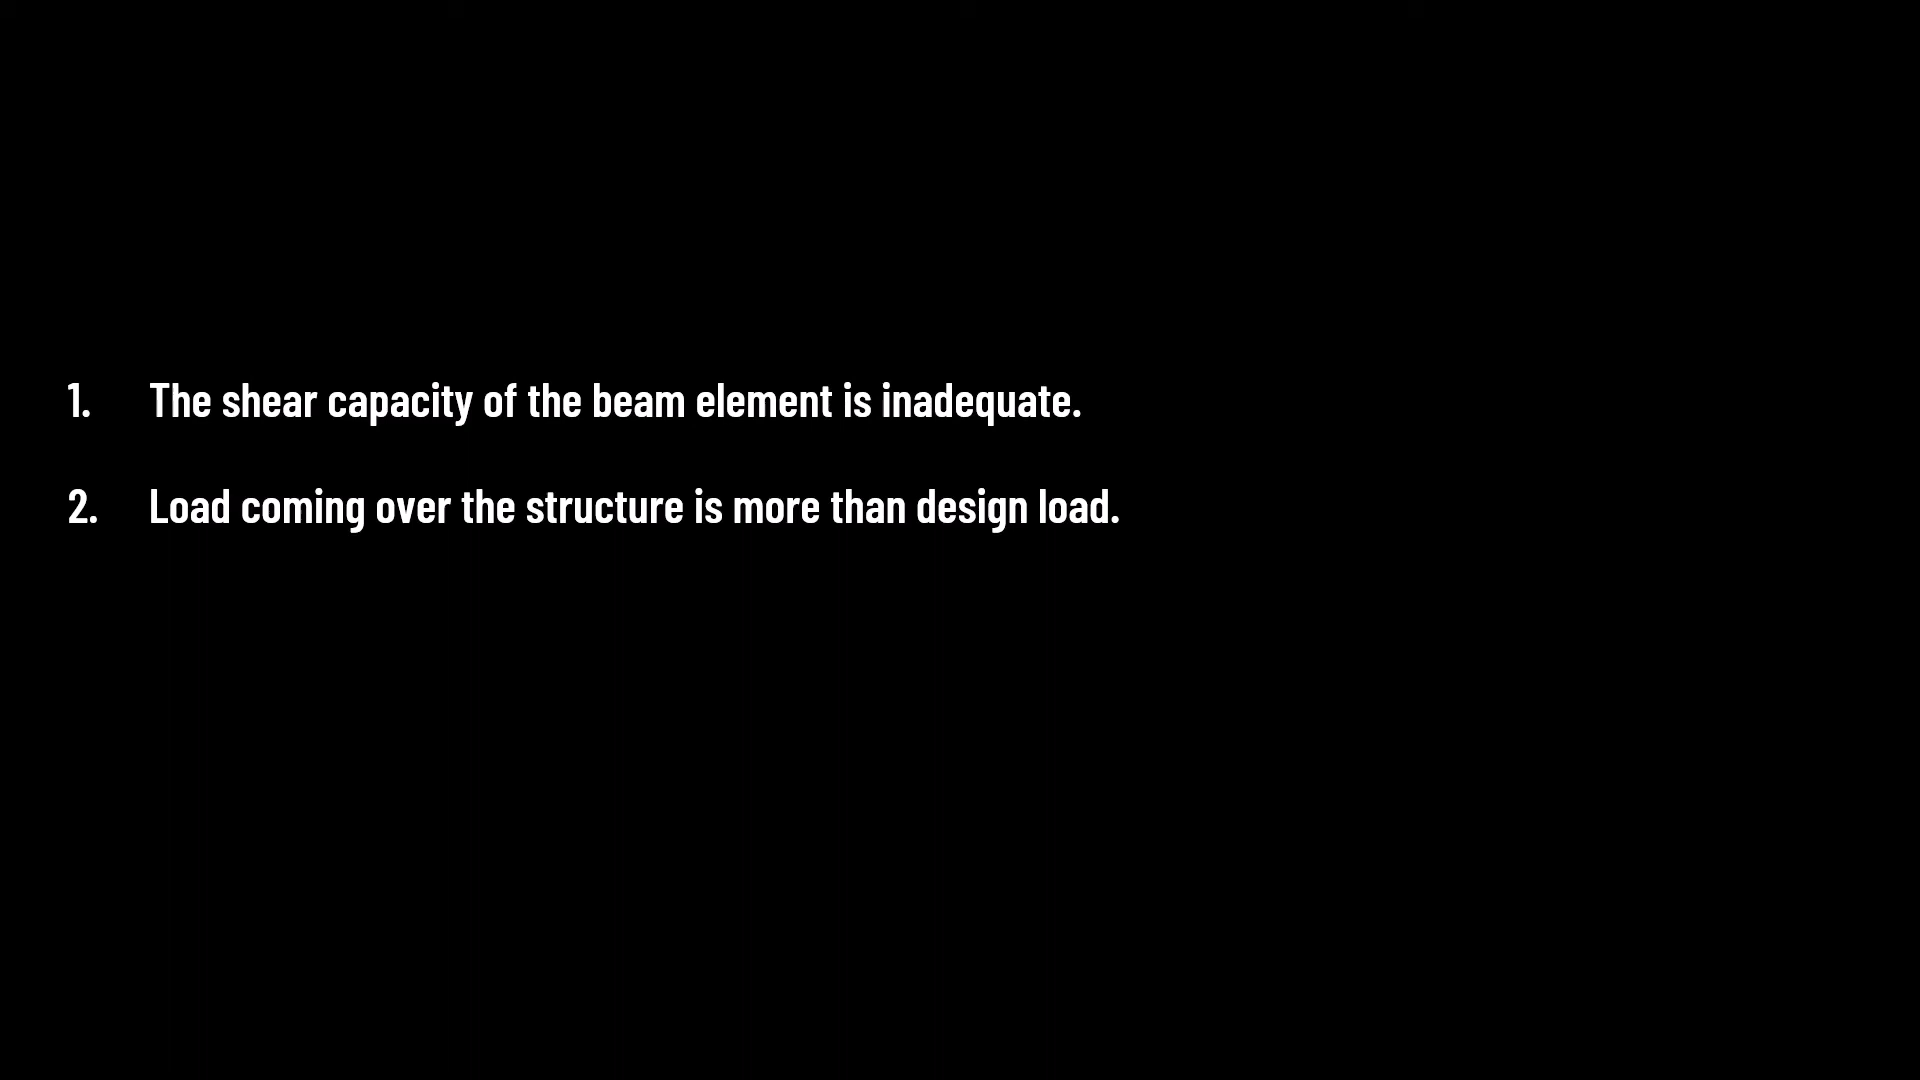 1. The shear capacity of the beam element is inadequate.
2. Load coming over the structure is more than design load.